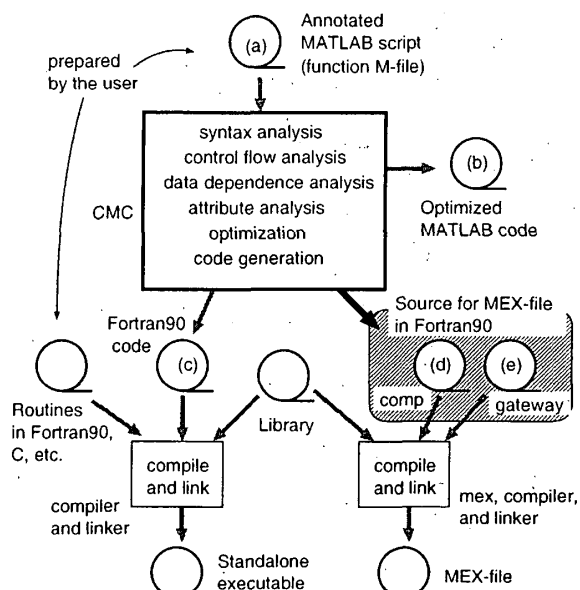 Annotated
MATLAB script
(function M-file)
(a)
prepared
by the user
syntax analysis
control flow analysis
data dependence analysis
attribute analysis
optimization
code generation
CMC
(b)
Optimized
MATLAB code
Fortran90
code
(c)
Source for MEX-file
in Fortran90
(d)
(e)
comp
gateway
Routines
in Fortran90,
C, etc.
Library
compile
and link
compile
and link
compiler
and linker
mex, compiler,
and linker
Standalone
executable
MEX-file